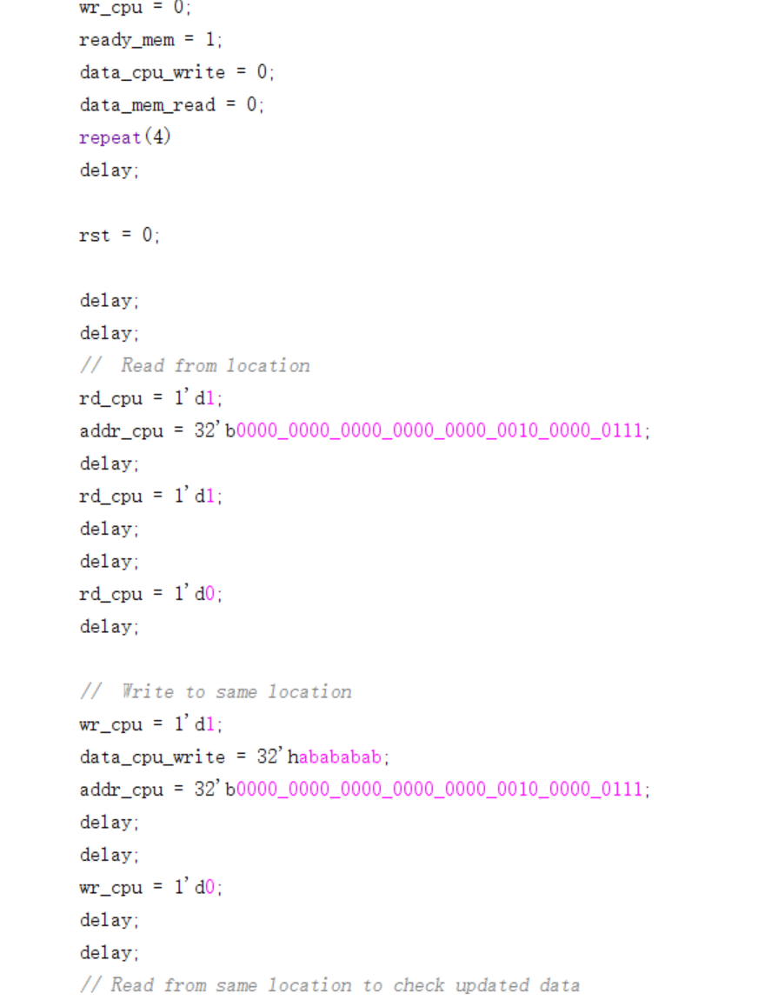 wr_cpu = 0;
ready_mem = 1;
data_cpu_write = 0;
data_mem_read = 0;
repeat(4)
delay;
rst = 0;
delay;
delay;
//  Read from location
rd_cpu = 1'd1;
addr_cpu = 32'b0000_0000_0000_0000_0000_0010_0000_0111;
delay;
rd_cpu = 1'd1;
delay;
delay;
rd_cpu = 1'd0;
delay;
//  Write to same location
wr_cpu = 1'd1;
data_cpu_write = 32'habababab;
addr_cpu = 32'b0000_0000_0000_0000_0000_0010_0000_0111;
delay;
delay;
wr_cpu = 1'd0;
delay;
delay;
// Read from same location to check updated data